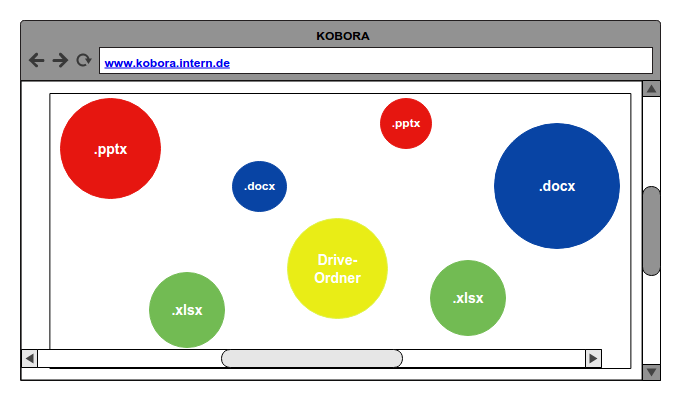 KOBORA
www.kobora.intern.de
.pptx
.pptx
.docx
.docx
Drive-
Ordner
.xlsx
.xlsx